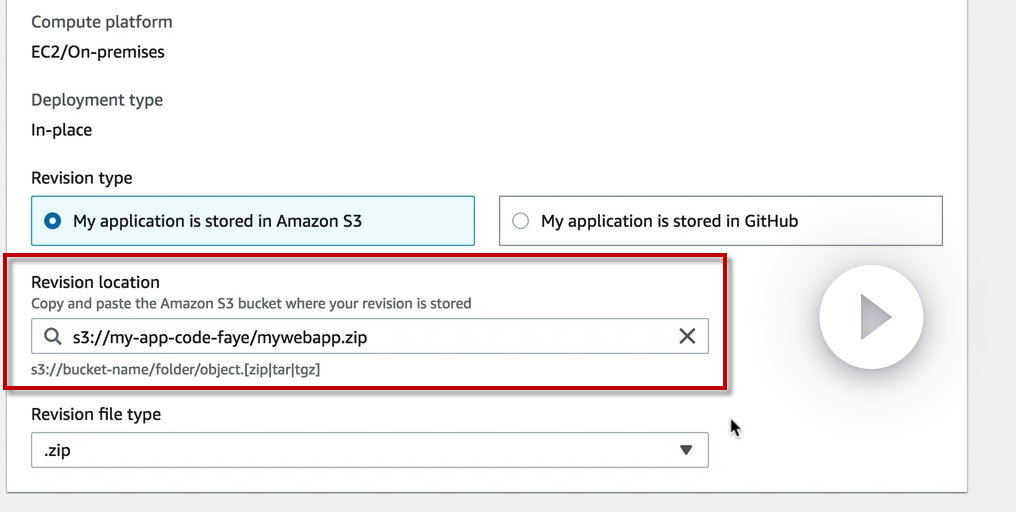 Compute platform
EC2/On-premises
Deployment type
In-place
Revision type
My application is stored in Amazon S3
My application is stored in GitHub
Revision location
Copy and paste the Amazon S3 bucket where your revision is stored
s3://my-app-code-faye/mywebapp.zip
s3://bucket-name/folder/object.[zip|tar|tgz]
Revision file type
.zip